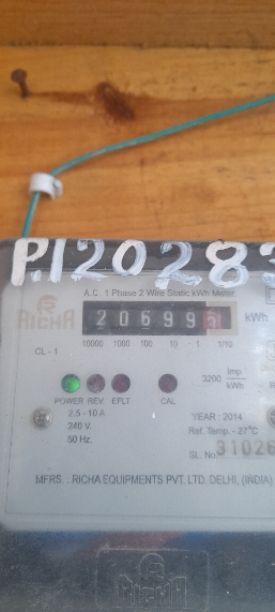 P.120283
A.C. 1 Phase 2 Wire Static kWh Meter
RICHA
20699
kWh
10000 1000 100 10 1 1/10
CL - 1
3200 Imp/kWh
POWER REV. EFLT CAL
2.5 - 10 A
240 V.
50 Hz.
YEAR : 2014
Ref. Temp. - 27°C
SL. No 31026
MFRS. : RICHA EQUIPMENTS PVT. LTD. DELHI, (INDIA)
RICHA